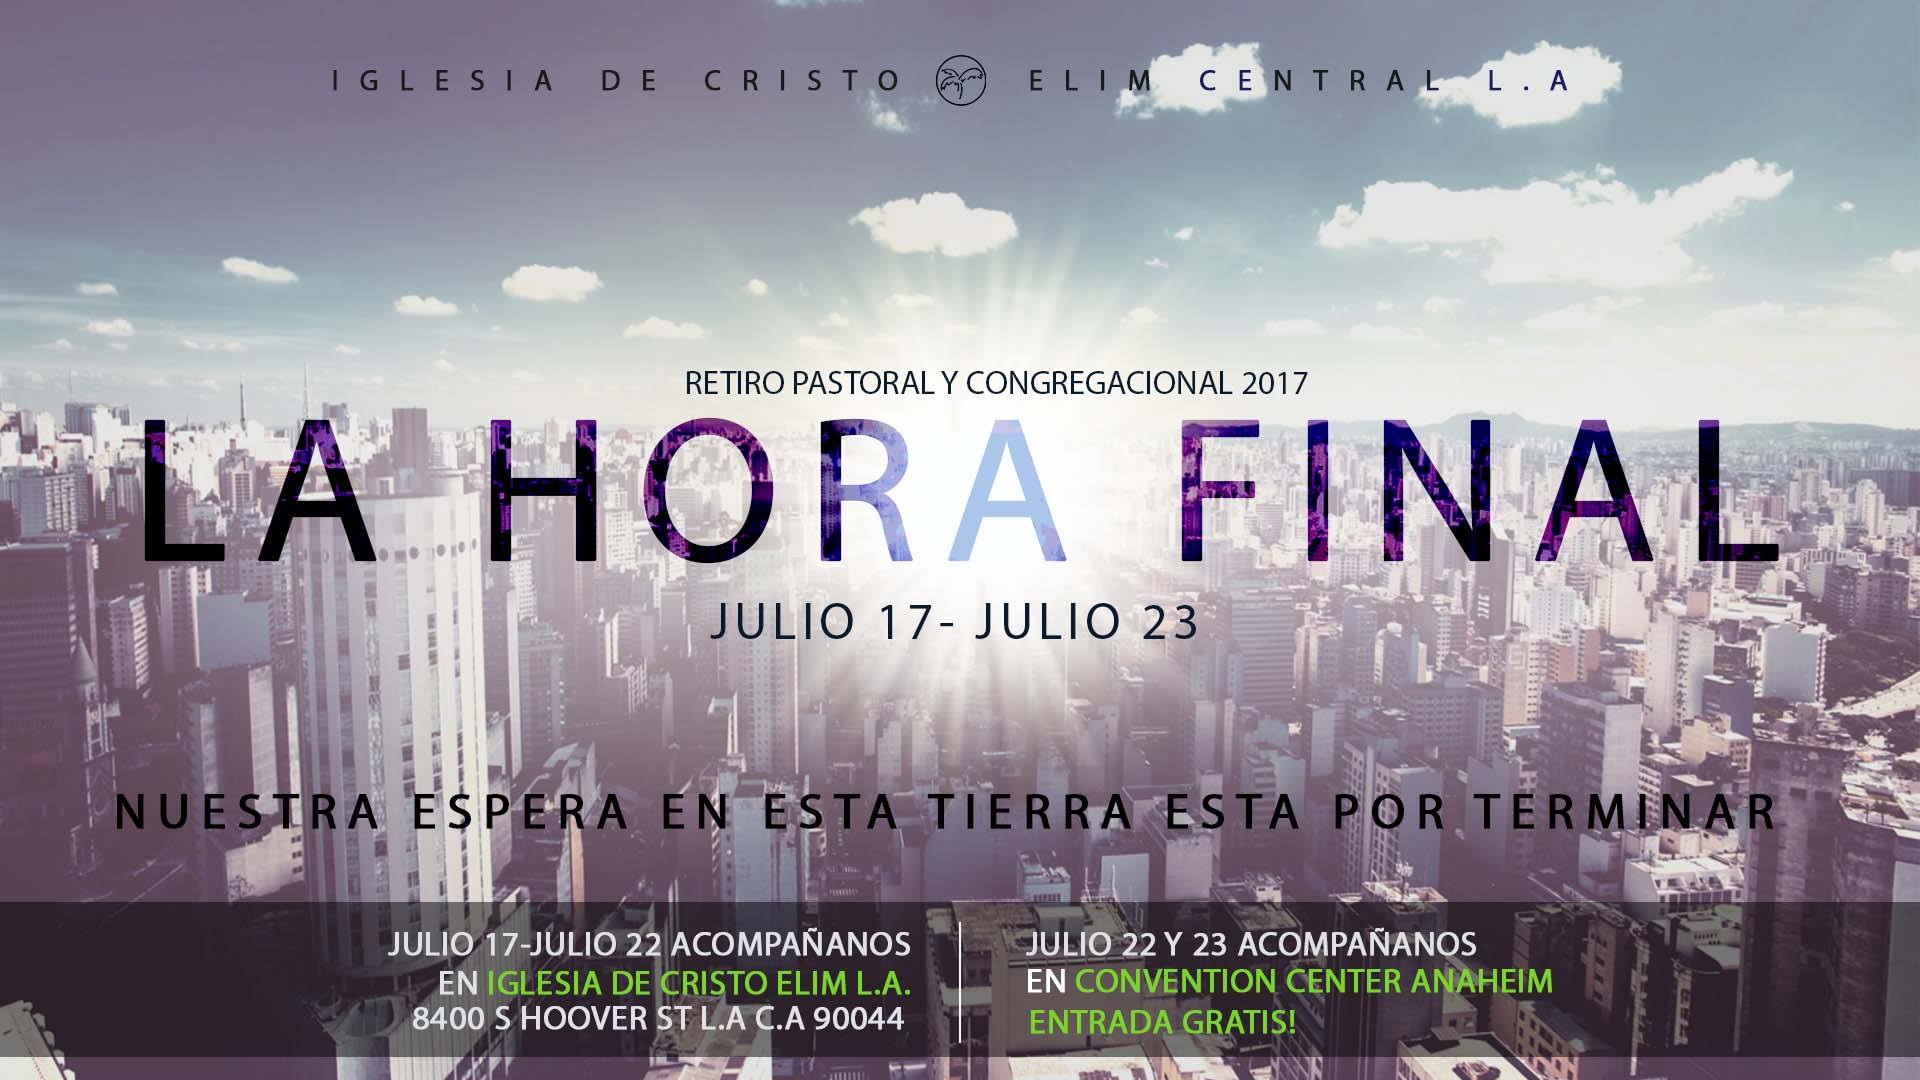 IGLESIA DE CRISTO ELIM CENTRAL L.A
RETIRO PASTORAL Y CONGREGACIONAL 2017
LA HORA FINAL
JULIO 17- JULIO 23
NUESTRA ESPERA EN ESTA TIERRA ESTA POR TERMINAR
JULIO 17-JULIO 22 ACOMPAÑANOS
EN IGLESIA DE CRISTO ELIM L.A.
8400 S HOOVER ST L.A C.A 90044
JULIO 22 Y 23 ACOMPAÑANOS
EN CONVENTION CENTER ANAHEIM
ENTRADA GRATIS!